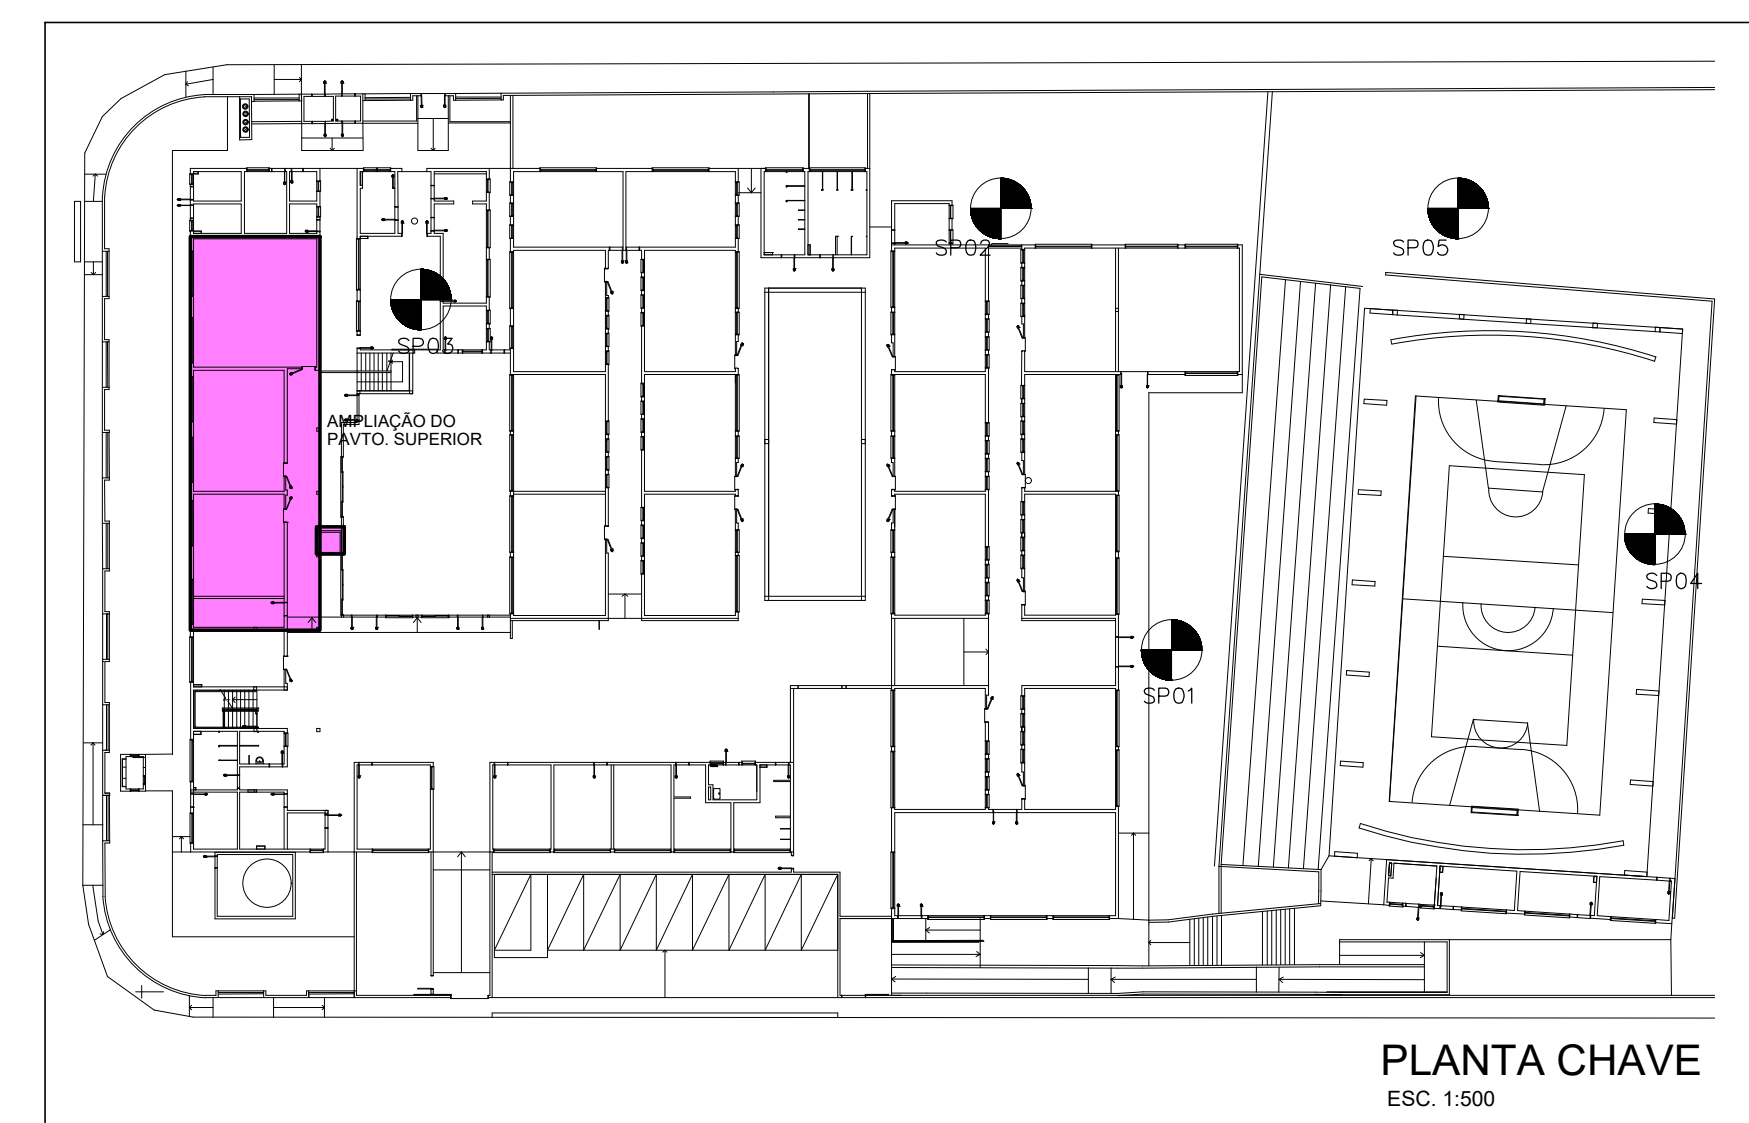 SP02
SP05
SP03
AMPLIAÇÃO DO
PAVTO. SUPERIOR
SP04
SP01
PLANTA CHAVE
ESC. 1:500